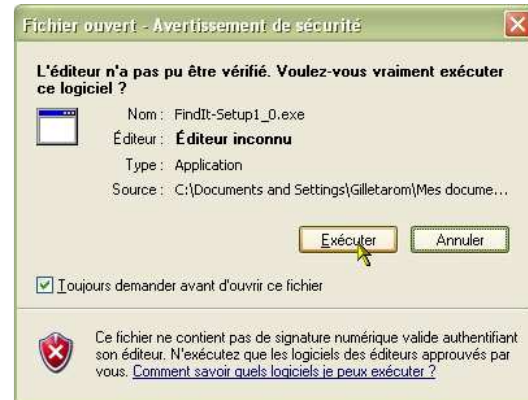 Fichier ouvert - Avertissement de sécurité
L'éditeur n'a pas pu être vérifié. Voulez-vous vraiment exécuter
ce logiciel ?
Nom : FindIt-Setup1_0.exe
Éditeur : Éditeur inconnu
Type : Application
Source : C:\Documents and Settings\Gilletarom\Mes docume...
Exécuter Annuler
Toujours demander avant d'ouvrir ce fichier
Ce fichier ne contient pas de signature numérique valide authentifiant
son éditeur. N'exécutez que les logiciels des éditeurs approuvés par
vous. Comment savoir quels logiciels je peux exécuter ?